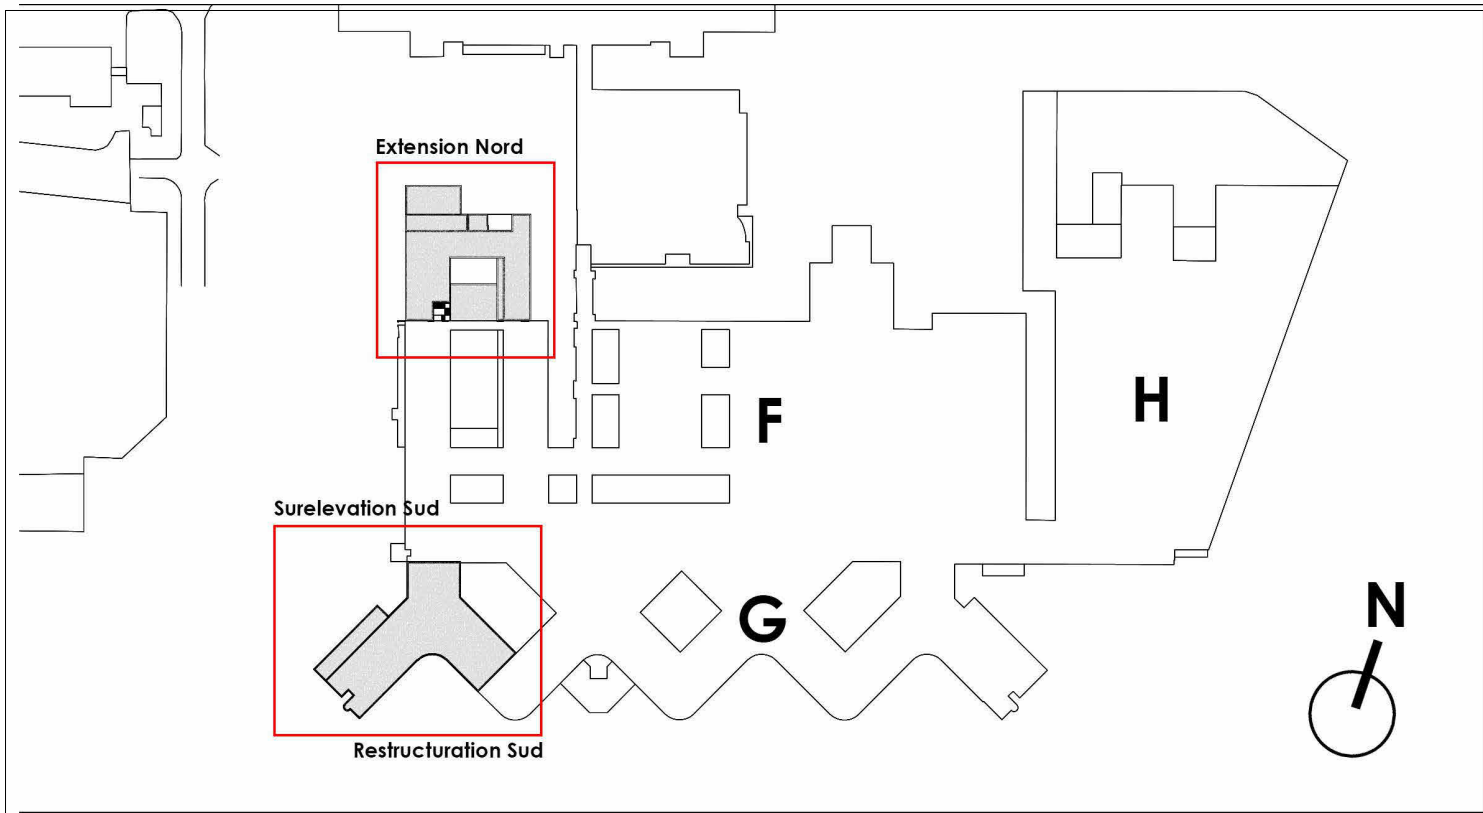 Extension Nord
F
H
Surelevation Sud
G
N
Restructuration Sud